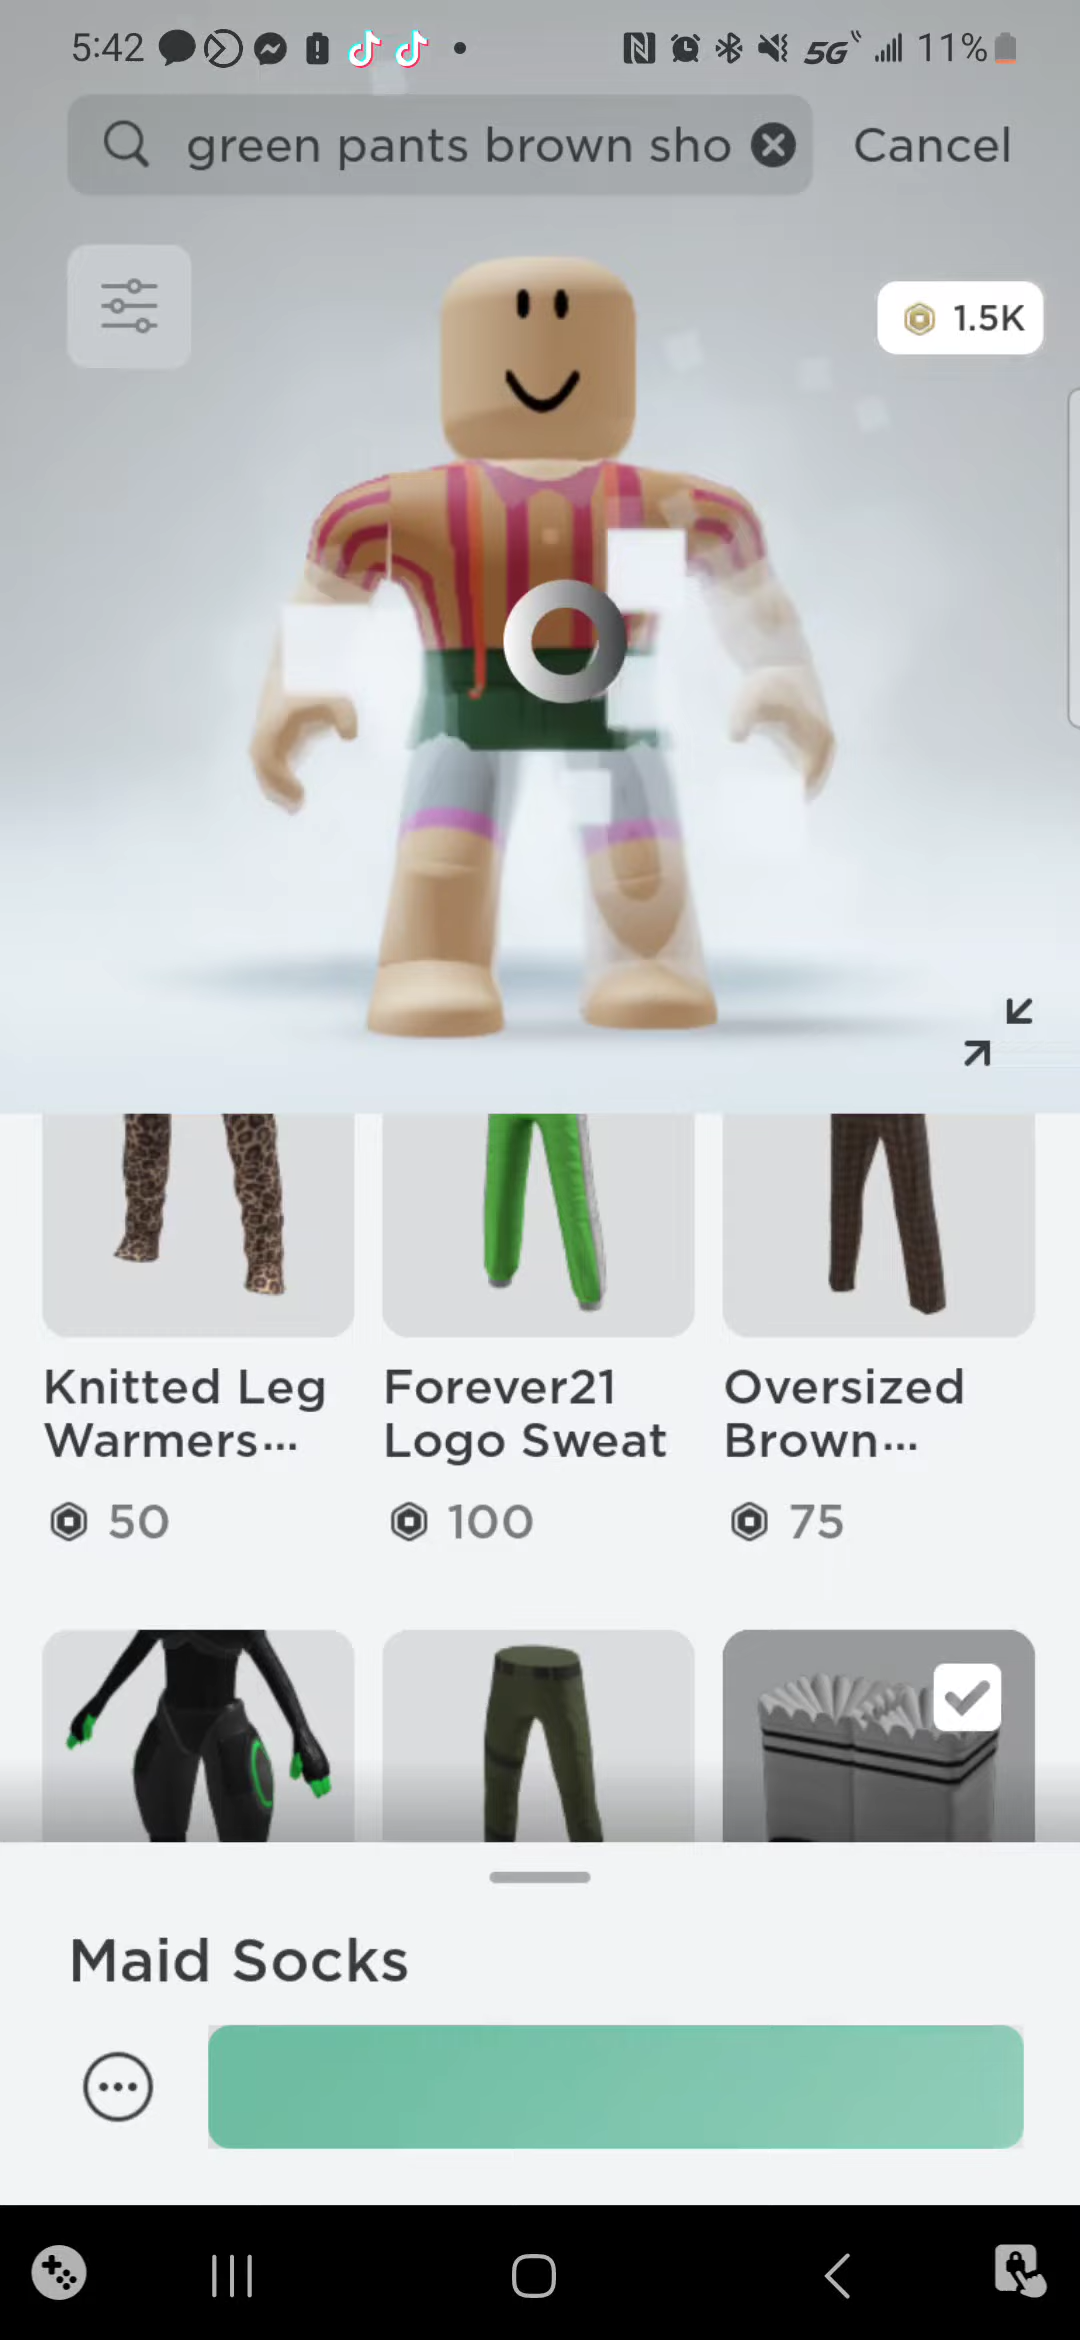 5:42
5G
11%
green pants brown sho
Cancel
1.5K
Knitted Leg
Warmers...
50
Forever21
Logo Sweat
100
Oversized
Brown...
75
Maid Socks